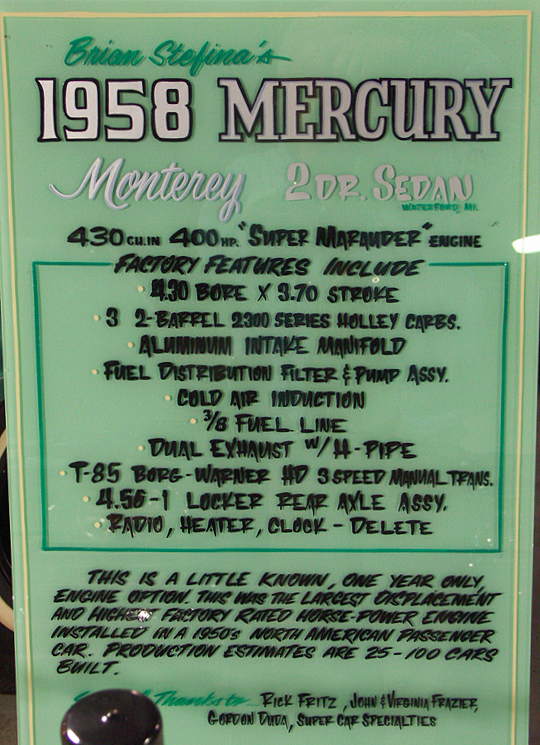 Brian Stefina's
1958 MERCURY
Monterey 2 DR. SEDAN
WATERFORD, MI.
430 CU.IN 400 HP. "SUPER MARAUDER" ENGINE
FACTORY FEATURES INCLUDE
• 4.30 BORE X 3.70 STROKE
• 3 2-BARREL 2300 SERIES HOLLEY CARBS.
• ALUMINUM INTAKE MANIFOLD
• FUEL DISTRIBUTION FILTER & PUMP ASSY.
• COLD AIR INDUCTION
• 3/8 FUEL LINE
• DUAL EXHAUST W/ H-PIPE
• T-85 BORG-WARNER HD 3 SPEED MANUAL TRANS.
• 4.56-1 LOCKER REAR AXLE ASSY.
• RADIO, HEATER, CLOCK - DELETE
THIS IS A LITTLE KNOWN, ONE YEAR ONLY,
ENGINE OPTION. THIS WAS THE LARGEST DISPLACEMENT
AND HIGHEST FACTORY RATED HORSE-POWER ENGINE
INSTALLED IN A 1950s NORTH AMERICAN PASSENGER
CAR. PRODUCTION ESTIMATES ARE 25-100 CARS
BUILT.
Thanks to... RICK FRITZ, JOHN & VIRGINIA FRAZIER,
GORDON DUDA, SUPER CAR SPECIALTIES